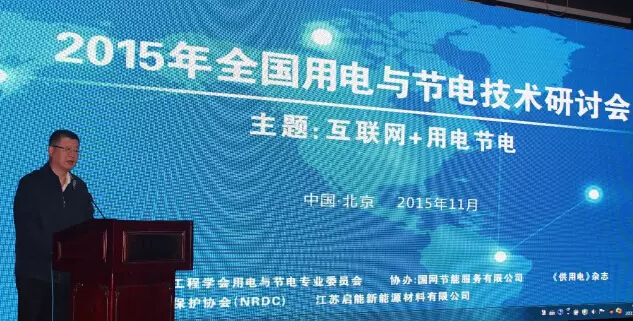 2015年全国用电与节电技术研讨会
主题:互联网+用电节电
中国·北京 2015年11月
工程学会用电与节电专业委员会 协办:国网节能服务有限公司 《供用电》杂志
保护协会(NRDC) 江苏启能新能源材料有限公司